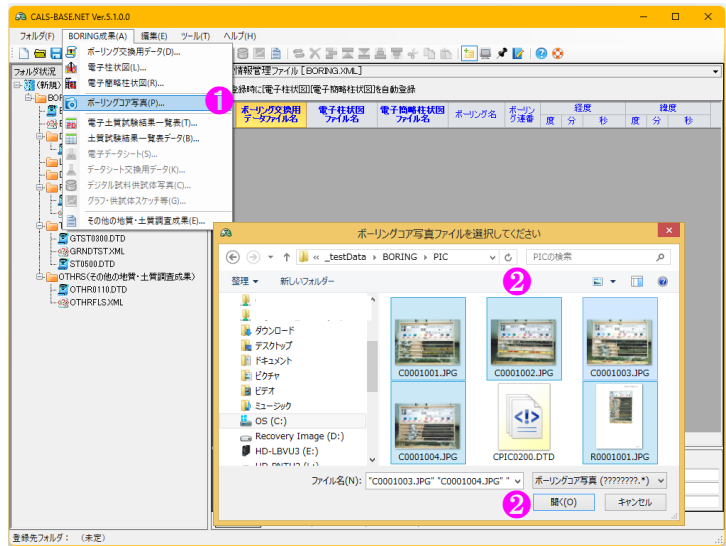 CALS-BASE.NET Ver.5.1.0.0
フォルダ(F) BORING成果(A) 編集(E) ツール(T) ヘルプ(H)
フォルダ状況
ボーリング交換用データ(D)...
電子柱状図(L)...
電子簡略柱状図(R)...
ボーリングコア写真(P)...
電子土質試験結果一覧表(T)...
土質試験結果一覧表データ(B)...
電子データシート(S)...
データシート交換用データ(K)...
デジタル試料供試体写真(C)...
グラフ・供試体スケッチ等(G)...
その他の地質・土質調査成果(E)...
1
情報管理ファイル [BORING.XML]
登録時に[電子柱状図][電子簡略柱状図]を自動登録
ボーリング交換用データファイル名 電子柱状図ファイル名 電子簡略柱状図ファイル名 ボーリング名 ボーリング連番 経度 緯度
度 分 秒 度 分 秒
(新規)
BOR
GTST0300.DTD
GRNDTST.XML
ST0500.DTD
OTHRS(その他の地質・土質調査成果)
OTHR0110.DTD
OTHRFLS.XML
ボーリングコア写真ファイルを選択してください
« _testData BORING PIC
PICの検索
整理 新しいフォルダー
2
ダウンロード
デスクトップ
ドキュメント
ピクチャ
ビデオ
ミュージック
OS (C:)
Recovery Image (D:)
HD-LBVU3 (E:)
C0001001.JPG C0001002.JPG C0001003.JPG
C0001004.JPG CPIC0200.DTD R0001001.JPG
ファイル名(N): "C0001003.JPG" "C0001004.JPG" " ボーリングコア写真 (????????.*)
2
開く(O) キャンセル
登録先フォルダ： (未定)